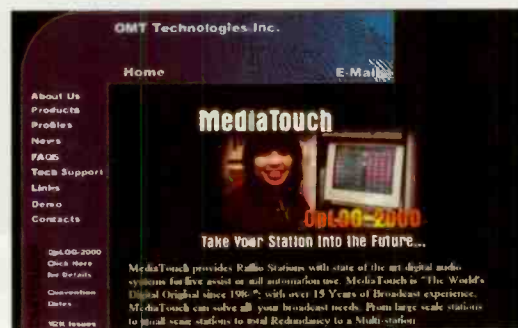 OMT Technologies Inc.
Home
E-Mail
About Us
Products
Profiles
News
FAQS
Tech Support
Links
Demo
Contacts
OpLOG-2000
Click Here
for Details
Convention
Dates
Y2K Issues
MediaTouch
OpLOG-2000
Take Your Station Into the Future...
MediaTouch provides Radio Stations with state of the art digital audio
systems for live assist or full automation use. MediaTouch is "The World's
Digital Original since 198 "; with over 15 Years of Broadcast experience,
MediaTouch can solve all your broadcast needs. From large scale stations
to small scale stations to total Redundancy to a Multi-station